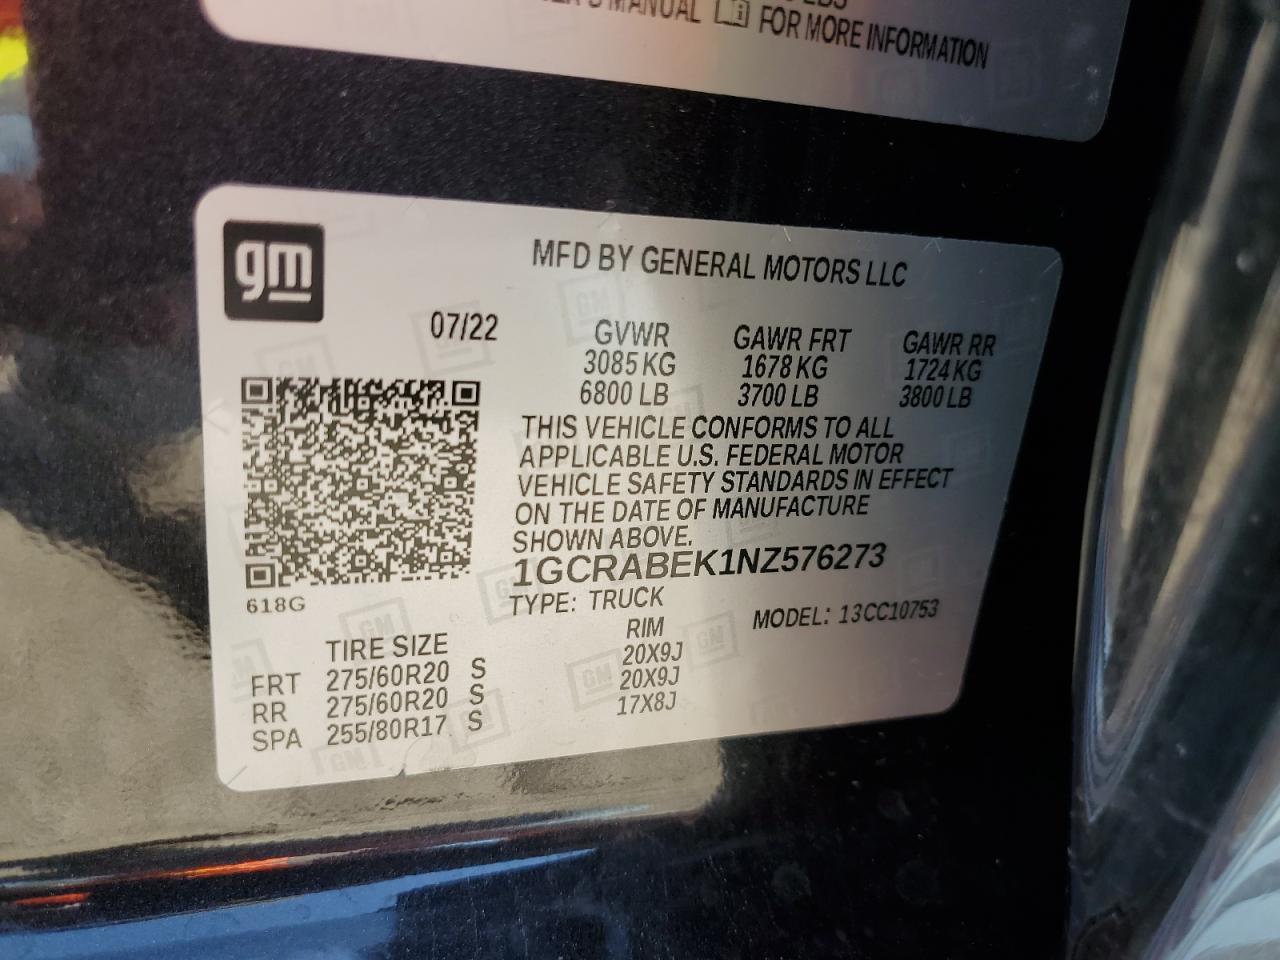 MANUAL FOR MORE INFORMATION
gm
MFD BY GENERAL MOTORS LLC
07/22 GVWR GAWR FRT GAWR RR
3085 KG 1678 KG 1724 KG
6800 LB 3700 LB 3800 LB
THIS VEHICLE CONFORMS TO ALL
APPLICABLE U.S. FEDERAL MOTOR
VEHICLE SAFETY STANDARDS IN EFFECT
ON THE DATE OF MANUFACTURE
SHOWN ABOVE.
1GCRABEK1NZ576273
618G
TYPE: TRUCK MODEL: 13CC10753
TIRE SIZE RIM
FRT 275/60R20 S 20X9J
RR 275/60R20 S 20X9J
SPA 255/80R17 S 17X8J